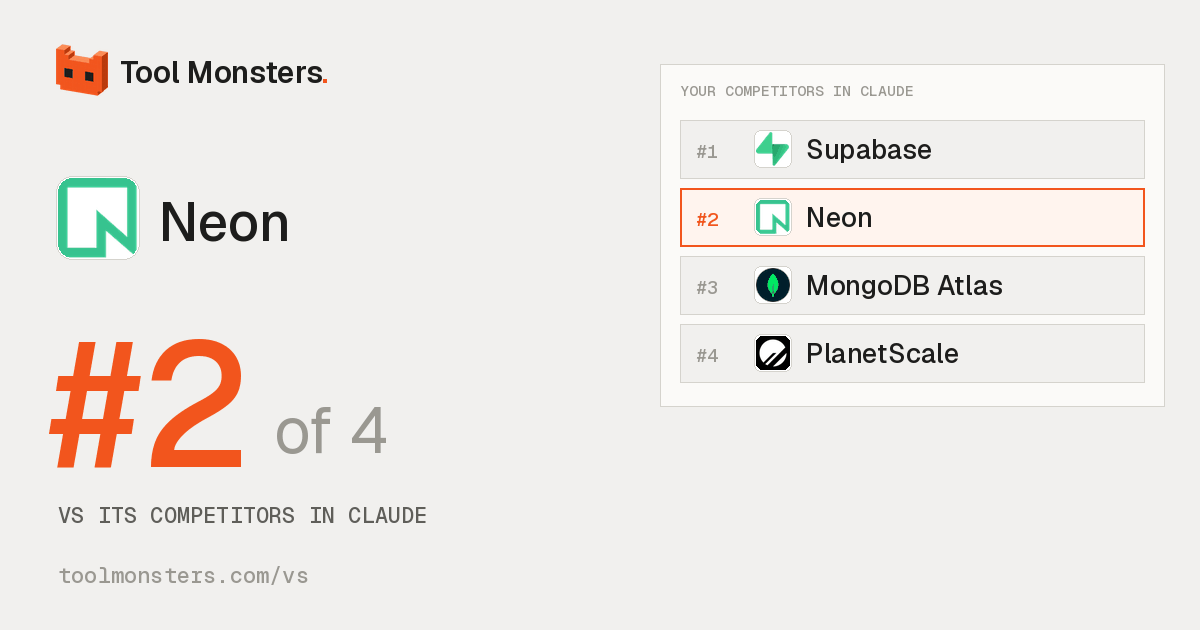 Tool Monsters.
Neon
#2 of 4
VS ITS COMPETITORS IN CLAUDE
toolmonsters.com/vs
YOUR COMPETITORS IN CLAUDE
#1 Supabase
#2 Neon
#3 MongoDB Atlas
#4 PlanetScale